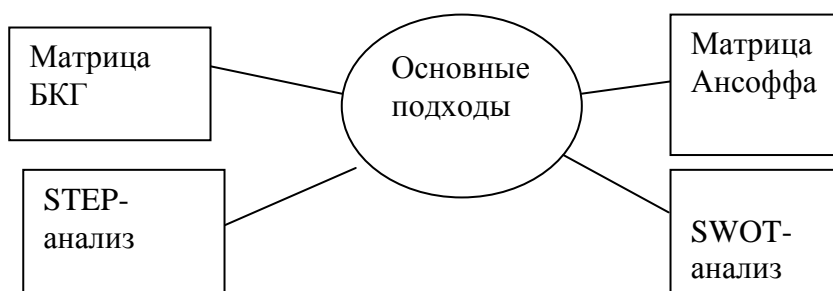 Матрица
БКГ
Основные
подходы
Матрица
Ансоффа
STEP-
анализ
SWOT-
анализ